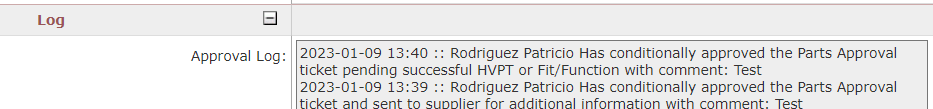 Log
Approval Log:
2023-01-09 13:40 :: Rodriguez Patricio Has conditionally approved the Parts Approval
ticket pending successful HVPT or Fit/Function with comment: Test
2023-01-09 13:39 :: Rodriguez Patricio Has conditionally approved the Parts Approval
ticket and sent to supplier for additional information with comment: Test